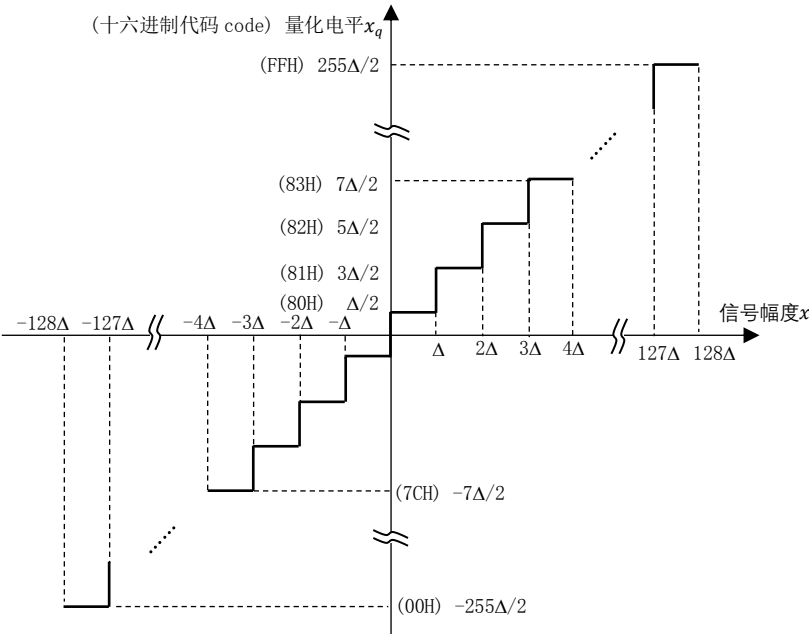 (十六进制代码 code) 量化电平xq
(FFH) 255Δ/2
(83H) 7Δ/2
(82H) 5Δ/2
(81H) 3Δ/2
(80H) Δ/2
-128Δ -127Δ -4Δ -3Δ -2Δ -Δ
信号幅度x
Δ 2Δ 3Δ 4Δ 127Δ 128Δ
(7CH) -7Δ/2
(00H) -255Δ/2